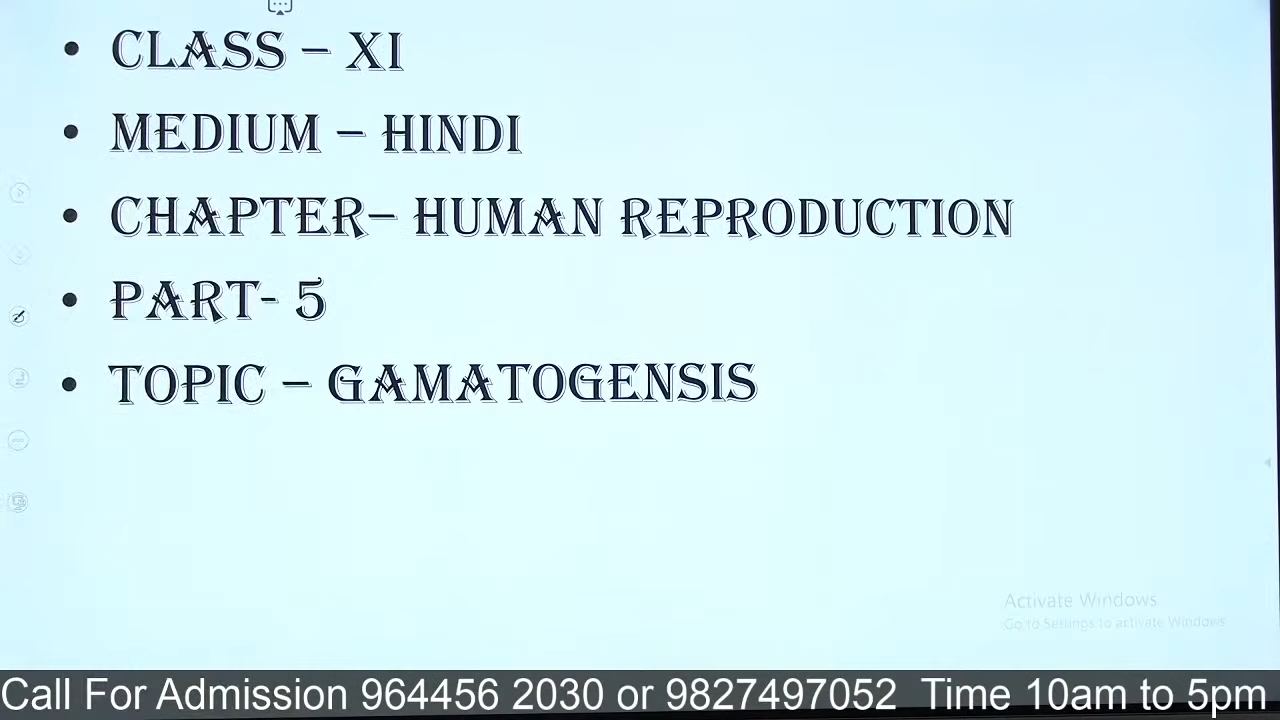 • CLASS – XI
• MEDIUM – HINDI
• CHAPTER– HUMAN REPRODUCTION
• PART- 5
• TOPIC – GAMATOGENSIS
Activate Windows
Go to Settings to activate Windows
Call For Admission 964456 2030 or 9827497052 Time 10am to 5pm